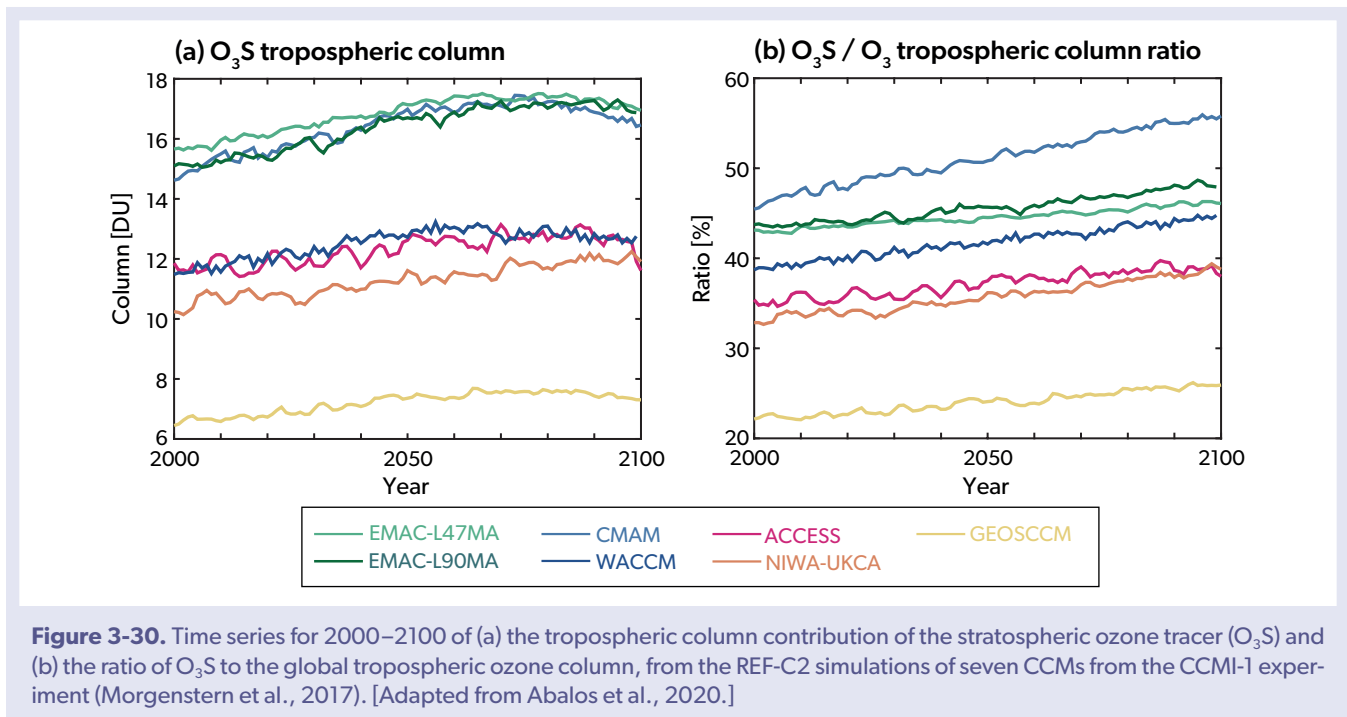 (a) O₃S tropospheric column
(b) O₃S / O₃ tropospheric column ratio
18
16
14
12
10
8
6
Column [DU]
2000
2050
2100
Year
60
50
40
30
20
Ratio [%]
2000
2050
2100
Year
EMAC-L47MA
CMAM
ACCESS
GEOSCCM
EMAC-L90MA
WACCM
NIWA-UKCA
Figure 3-30. Time series for 2000–2100 of (a) the tropospheric column contribution of the stratospheric ozone tracer (O₃S) and
(b) the ratio of O₃S to the global tropospheric ozone column, from the REF-C2 simulations of seven CCMs from the CCMI-1 exper-
iment (Morgenstern et al., 2017). [Adapted from Abalos et al., 2020.]